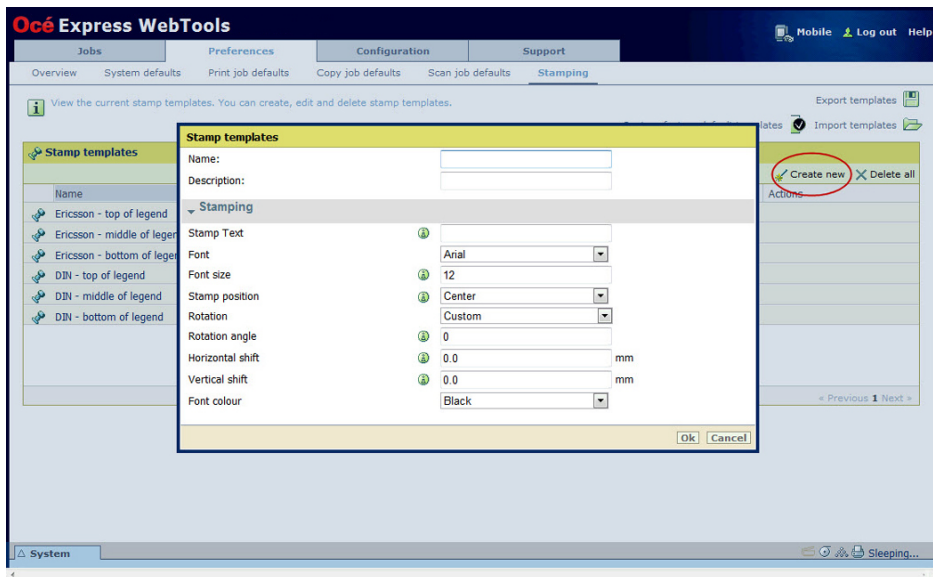 Océ Express WebTools
Mobile Log out Help
Jobs Preferences Configuration Support
Overview System defaults Print job defaults Copy job defaults Scan job defaults Stamping
View the current stamp templates. You can create, edit and delete stamp templates.
Export templates
Import templates
Stamp templates
Create new Delete all
Name Actions
Ericsson - top of legend
Ericsson - middle of legen
Ericsson - bottom of leger
DIN - top of legend
DIN - middle of legend
DIN - bottom of legend
« Previous 1 Next »
Stamp templates
Name:
Description:
Stamping
Stamp Text
Font Arial
Font size 12
Stamp position Center
Rotation Custom
Rotation angle 0
Horizontal shift 0.0 mm
Vertical shift 0.0 mm
Font colour Black
Ok Cancel
System Sleeping...